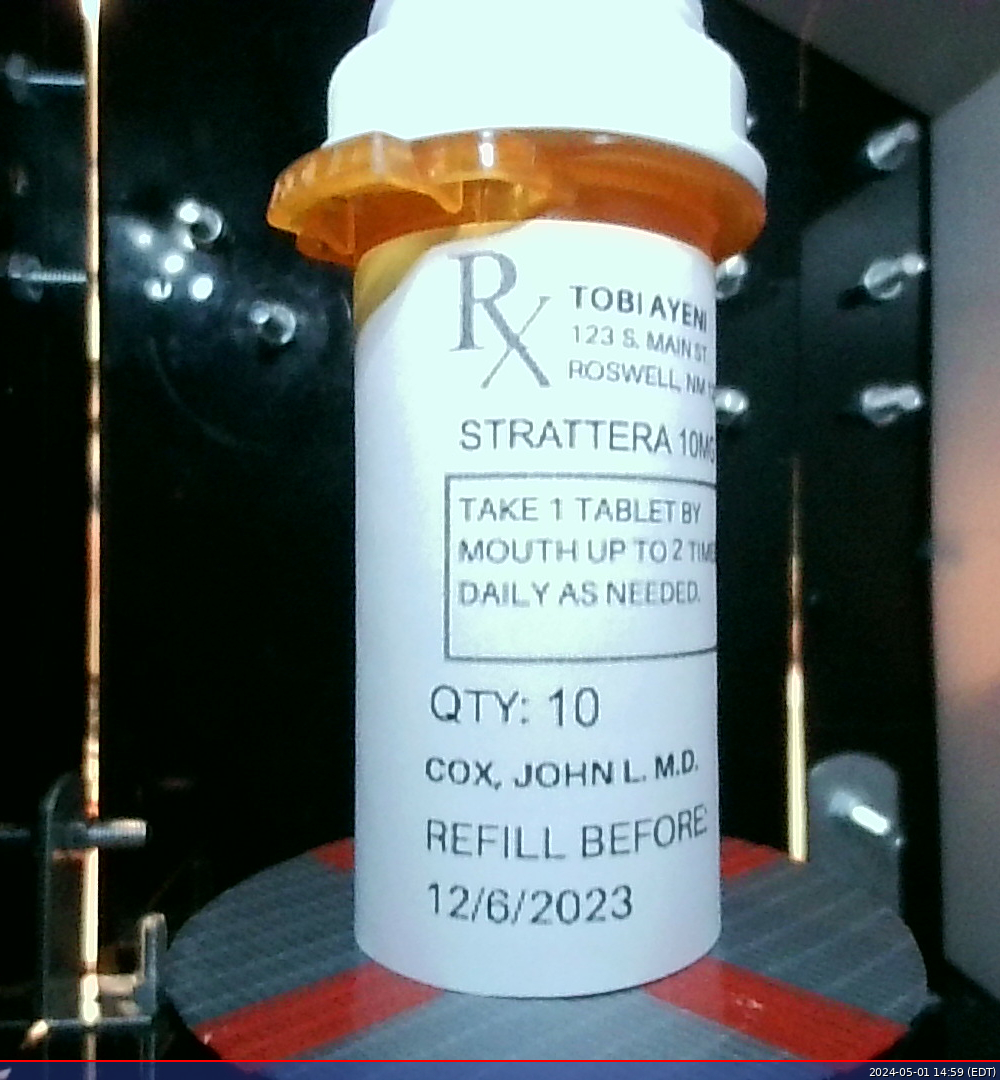 Rx
TOBI AYENI
123 S. MAIN ST
ROSWELL, NM
STRATTERA 10MG
TAKE 1 TABLET BY
MOUTH UP TO 2 TIMES
DAILY AS NEEDED.
QTY: 10
COX, JOHN L. M.D.
REFILL BEFORE:
12/6/2023
2024-05-01 14:59 (EDT)